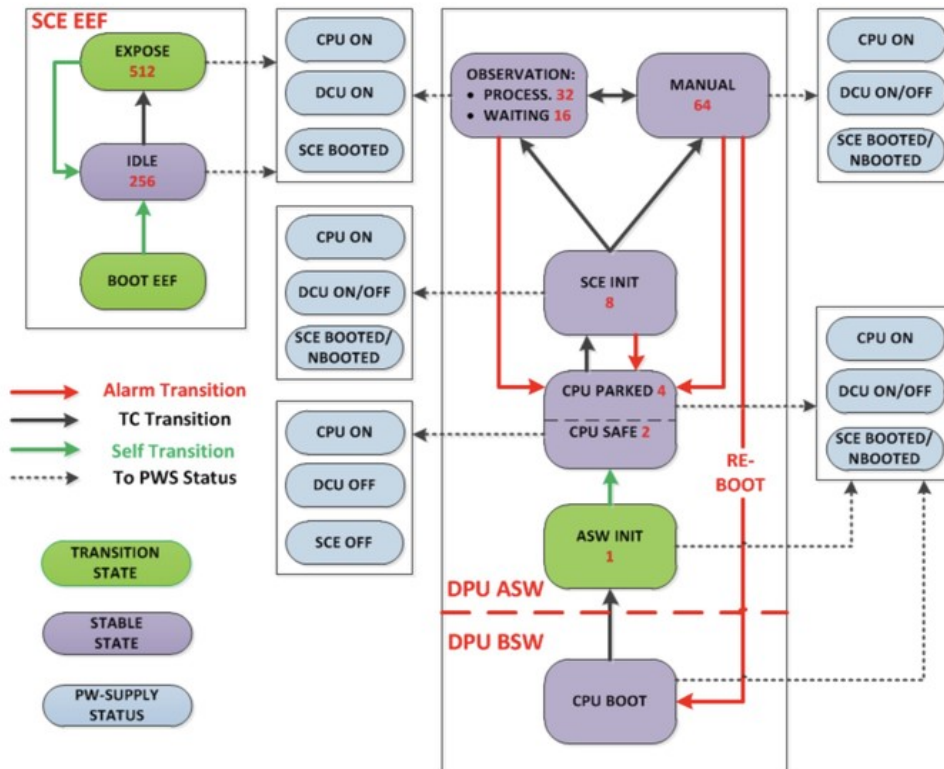 SCE EEF
EXPOSE
512
IDLE
256
BOOT EEF
CPU ON
DCU ON
SCE BOOTED
CPU ON
DCU ON/OFF
SCE BOOTED/
NBOOTED
CPU ON
DCU OFF
SCE OFF
Alarm Transition
TC Transition
Self Transition
To PWS Status
TRANSITION
STATE
STABLE
STATE
PW-SUPPLY
STATUS
OBSERVATION:
• PROCESS. 32
• WAITING 16
MANUAL
64
SCE INIT
8
CPU PARKED 4
CPU SAFE 2
RE-
BOOT
ASW INIT
1
DPU ASW
DPU BSW
CPU BOOT
CPU ON
DCU ON/OFF
SCE BOOTED/
NBOOTED
CPU ON
DCU ON/OFF
SCE BOOTED/
NBOOTED